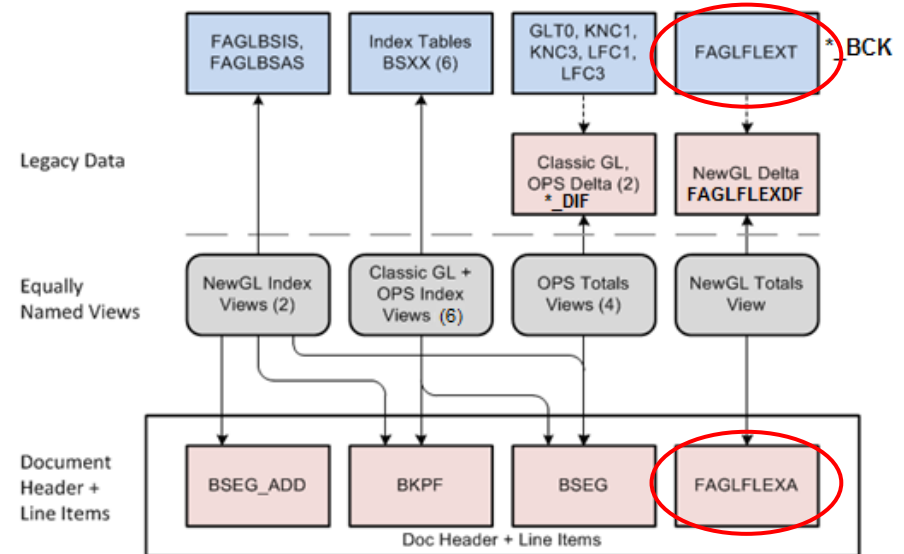 FAGLBSIS,
FAGLBSAS
Index Tables
BSXX (6)
GLT0, KNC1,
KNC3, LFC1,
LFC3
FAGLFLEXT
*_BCK
Legacy Data
Classic GL,
OPS Delta (2)
*_DIF
NewGL Delta
FAGLFLEXDF
Equally
Named Views
NewGL Index
Views (2)
Classic GL +
OPS Index
Views (6)
OPS Totals
Views (4)
NewGL Totals
View
Document
Header +
Line Items
BSEG_ADD
BKPF
BSEG
FAGLFLEXA
Doc Header + Line Items